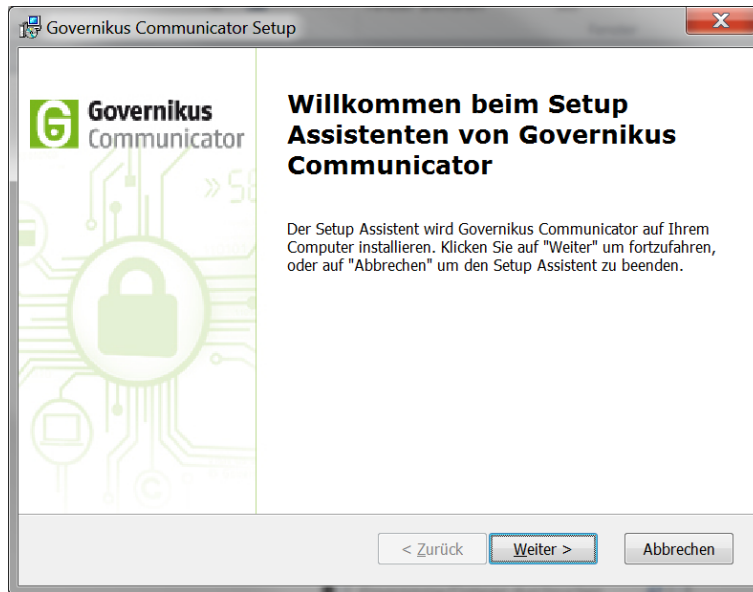 Governikus Communicator Setup
Governikus
Communicator
Willkommen beim Setup
Assistenten von Governikus
Communicator
Der Setup Assistent wird Governikus Communicator auf Ihrem
Computer installieren. Klicken Sie auf "Weiter" um fortzufahren,
oder auf "Abbrechen" um den Setup Assistent zu beenden.
< Zurück
Weiter >
Abbrechen